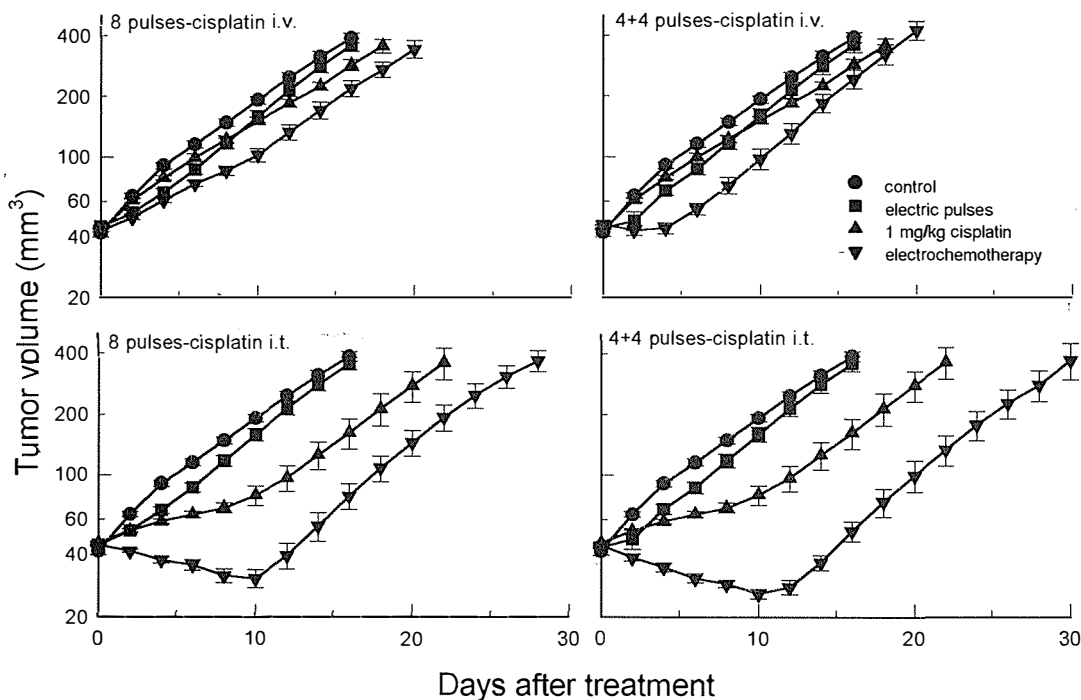 8 pulses-cisplatin i.v.
4+4 pulses-cisplatin i.v.
400
200
100
60
40
20
400
200
100
60
40
20
control
electric pulses
1 mg/kg cisplatin
electrochemotherapy
Tumor volume (mm³)
8 pulses-cisplatin i.t.
4+4 pulses-cisplatin i.t.
0 10 20 30
0 10 20 30
Days after treatment